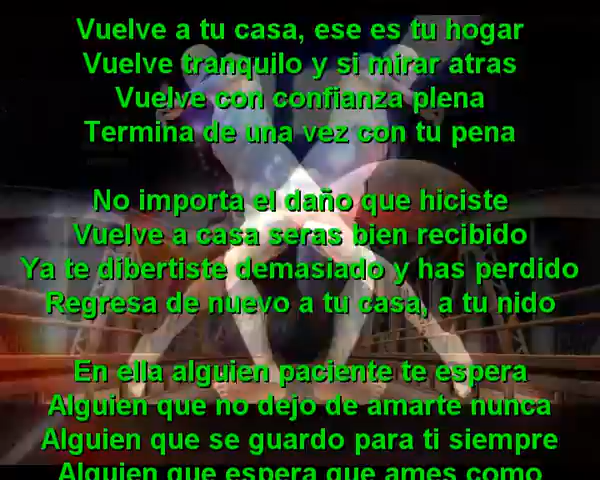 Vuelve a tu casa, ese es tu hogar
Vuelve tranquilo y si mirar atras
Vuelve con confianza plena
Termina de una vez con tu pena
No importa el daño que hiciste
Vuelve a casa seras bien recibido
Ya te dibertiste demasiado y has perdido
Regresa de nuevo a tu casa, a tu nido
En ella alguien paciente te espera
Alguien que no dejo de amarte nunca
Alguien que se guardo para ti siempre
Alguien que espera que ames como